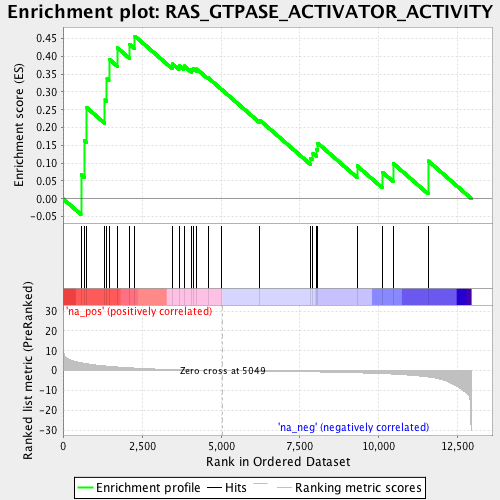 Enrichment plot: RAS_GTPASE_ACTIVATOR_ACTIVITY
Enrichment score (ES)
0.45
0.40
0.35
0.30
0.25
0.20
0.15
0.10
0.05
0.00
-0.05
'na_pos' (positively correlated)
Ranked list metric (PreRanked)
30
20
10
0
-10
-20
-30
Zero cross at 5049
'na_neg' (negatively correlated)
0
2,500
5,000
7,500
10,000
12,500
Rank in Ordered Dataset
Enrichment profile
Hits
Ranking metric scores